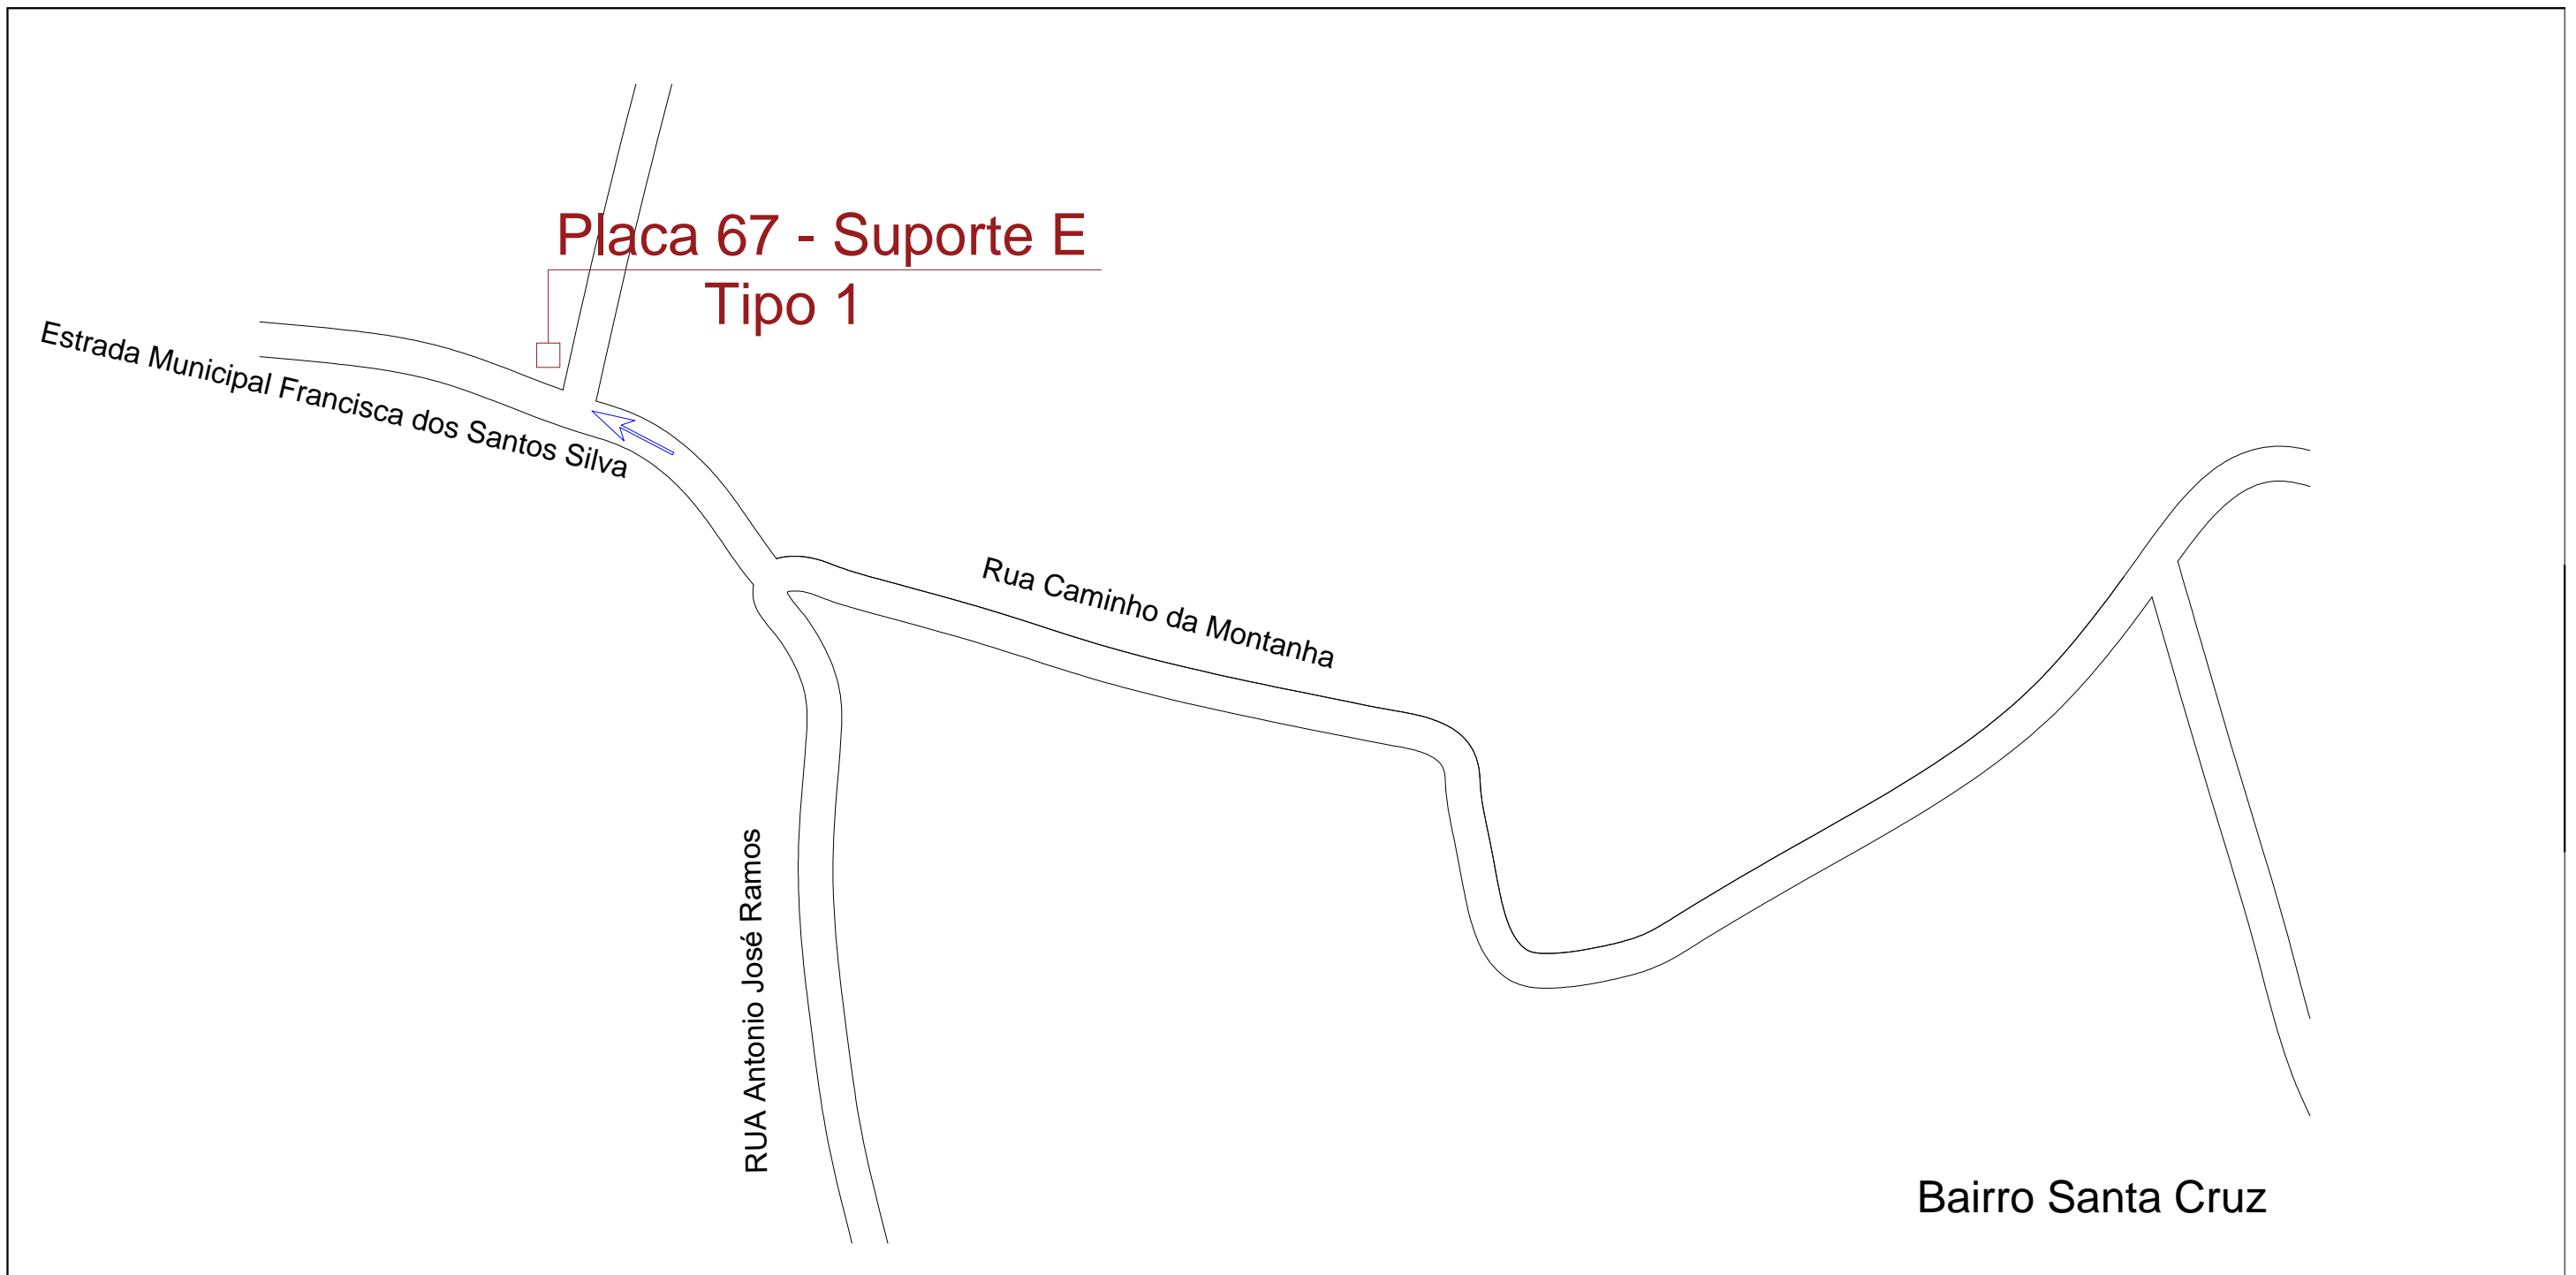 Placa 67 - Suporte E
Tipo 1
Estrada Municipal Francisca dos Santos Silva
Rua Caminho da Montanha
RUA Antonio José Ramos
Bairro Santa Cruz